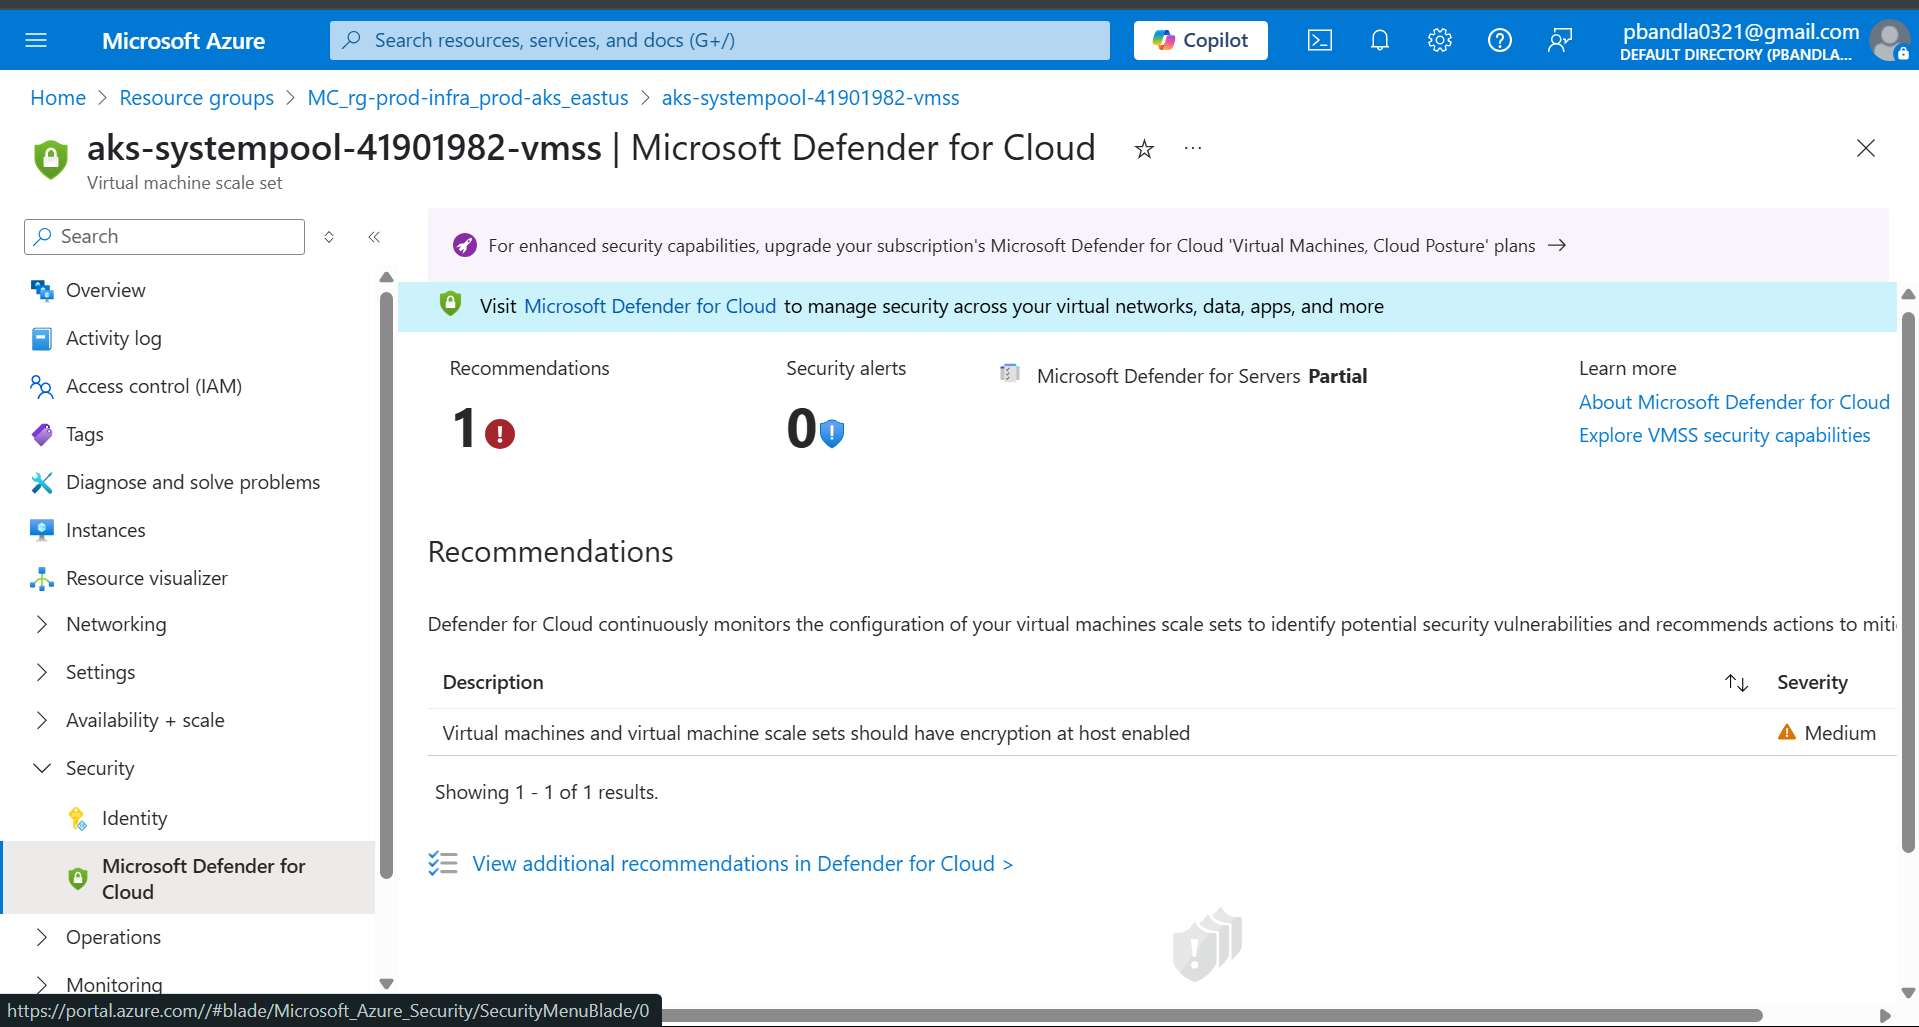 Microsoft Azure
Search resources, services, and docs (G+/)
Copilot
pbandla0321@gmail.com
DEFAULT DIRECTORY (PBANDLA...
Home > Resource groups > MC_rg-prod-infra_prod-aks_eastus > aks-systempool-41901982-vmss
aks-systempool-41901982-vmss | Microsoft Defender for Cloud
Virtual machine scale set
Search
Overview
Activity log
Access control (IAM)
Tags
Diagnose and solve problems
Instances
Resource visualizer
Networking
Settings
Availability + scale
Security
Identity
Microsoft Defender for
Cloud
Operations
Monitoring
For enhanced security capabilities, upgrade your subscription's Microsoft Defender for Cloud 'Virtual Machines, Cloud Posture' plans →
Visit Microsoft Defender for Cloud to manage security across your virtual networks, data, apps, and more
Recommendations
1
Security alerts
0
Microsoft Defender for Servers Partial
Learn more
About Microsoft Defender for Cloud
Explore VMSS security capabilities
Recommendations
Defender for Cloud continuously monitors the configuration of your virtual machines scale sets to identify potential security vulnerabilities and recommends actions to miti
Description
Severity
Virtual machines and virtual machine scale sets should have encryption at host enabled
Medium
Showing 1 - 1 of 1 results.
View additional recommendations in Defender for Cloud >
https://portal.azure.com//#blade/Microsoft_Azure_Security/SecurityMenuBlade/0